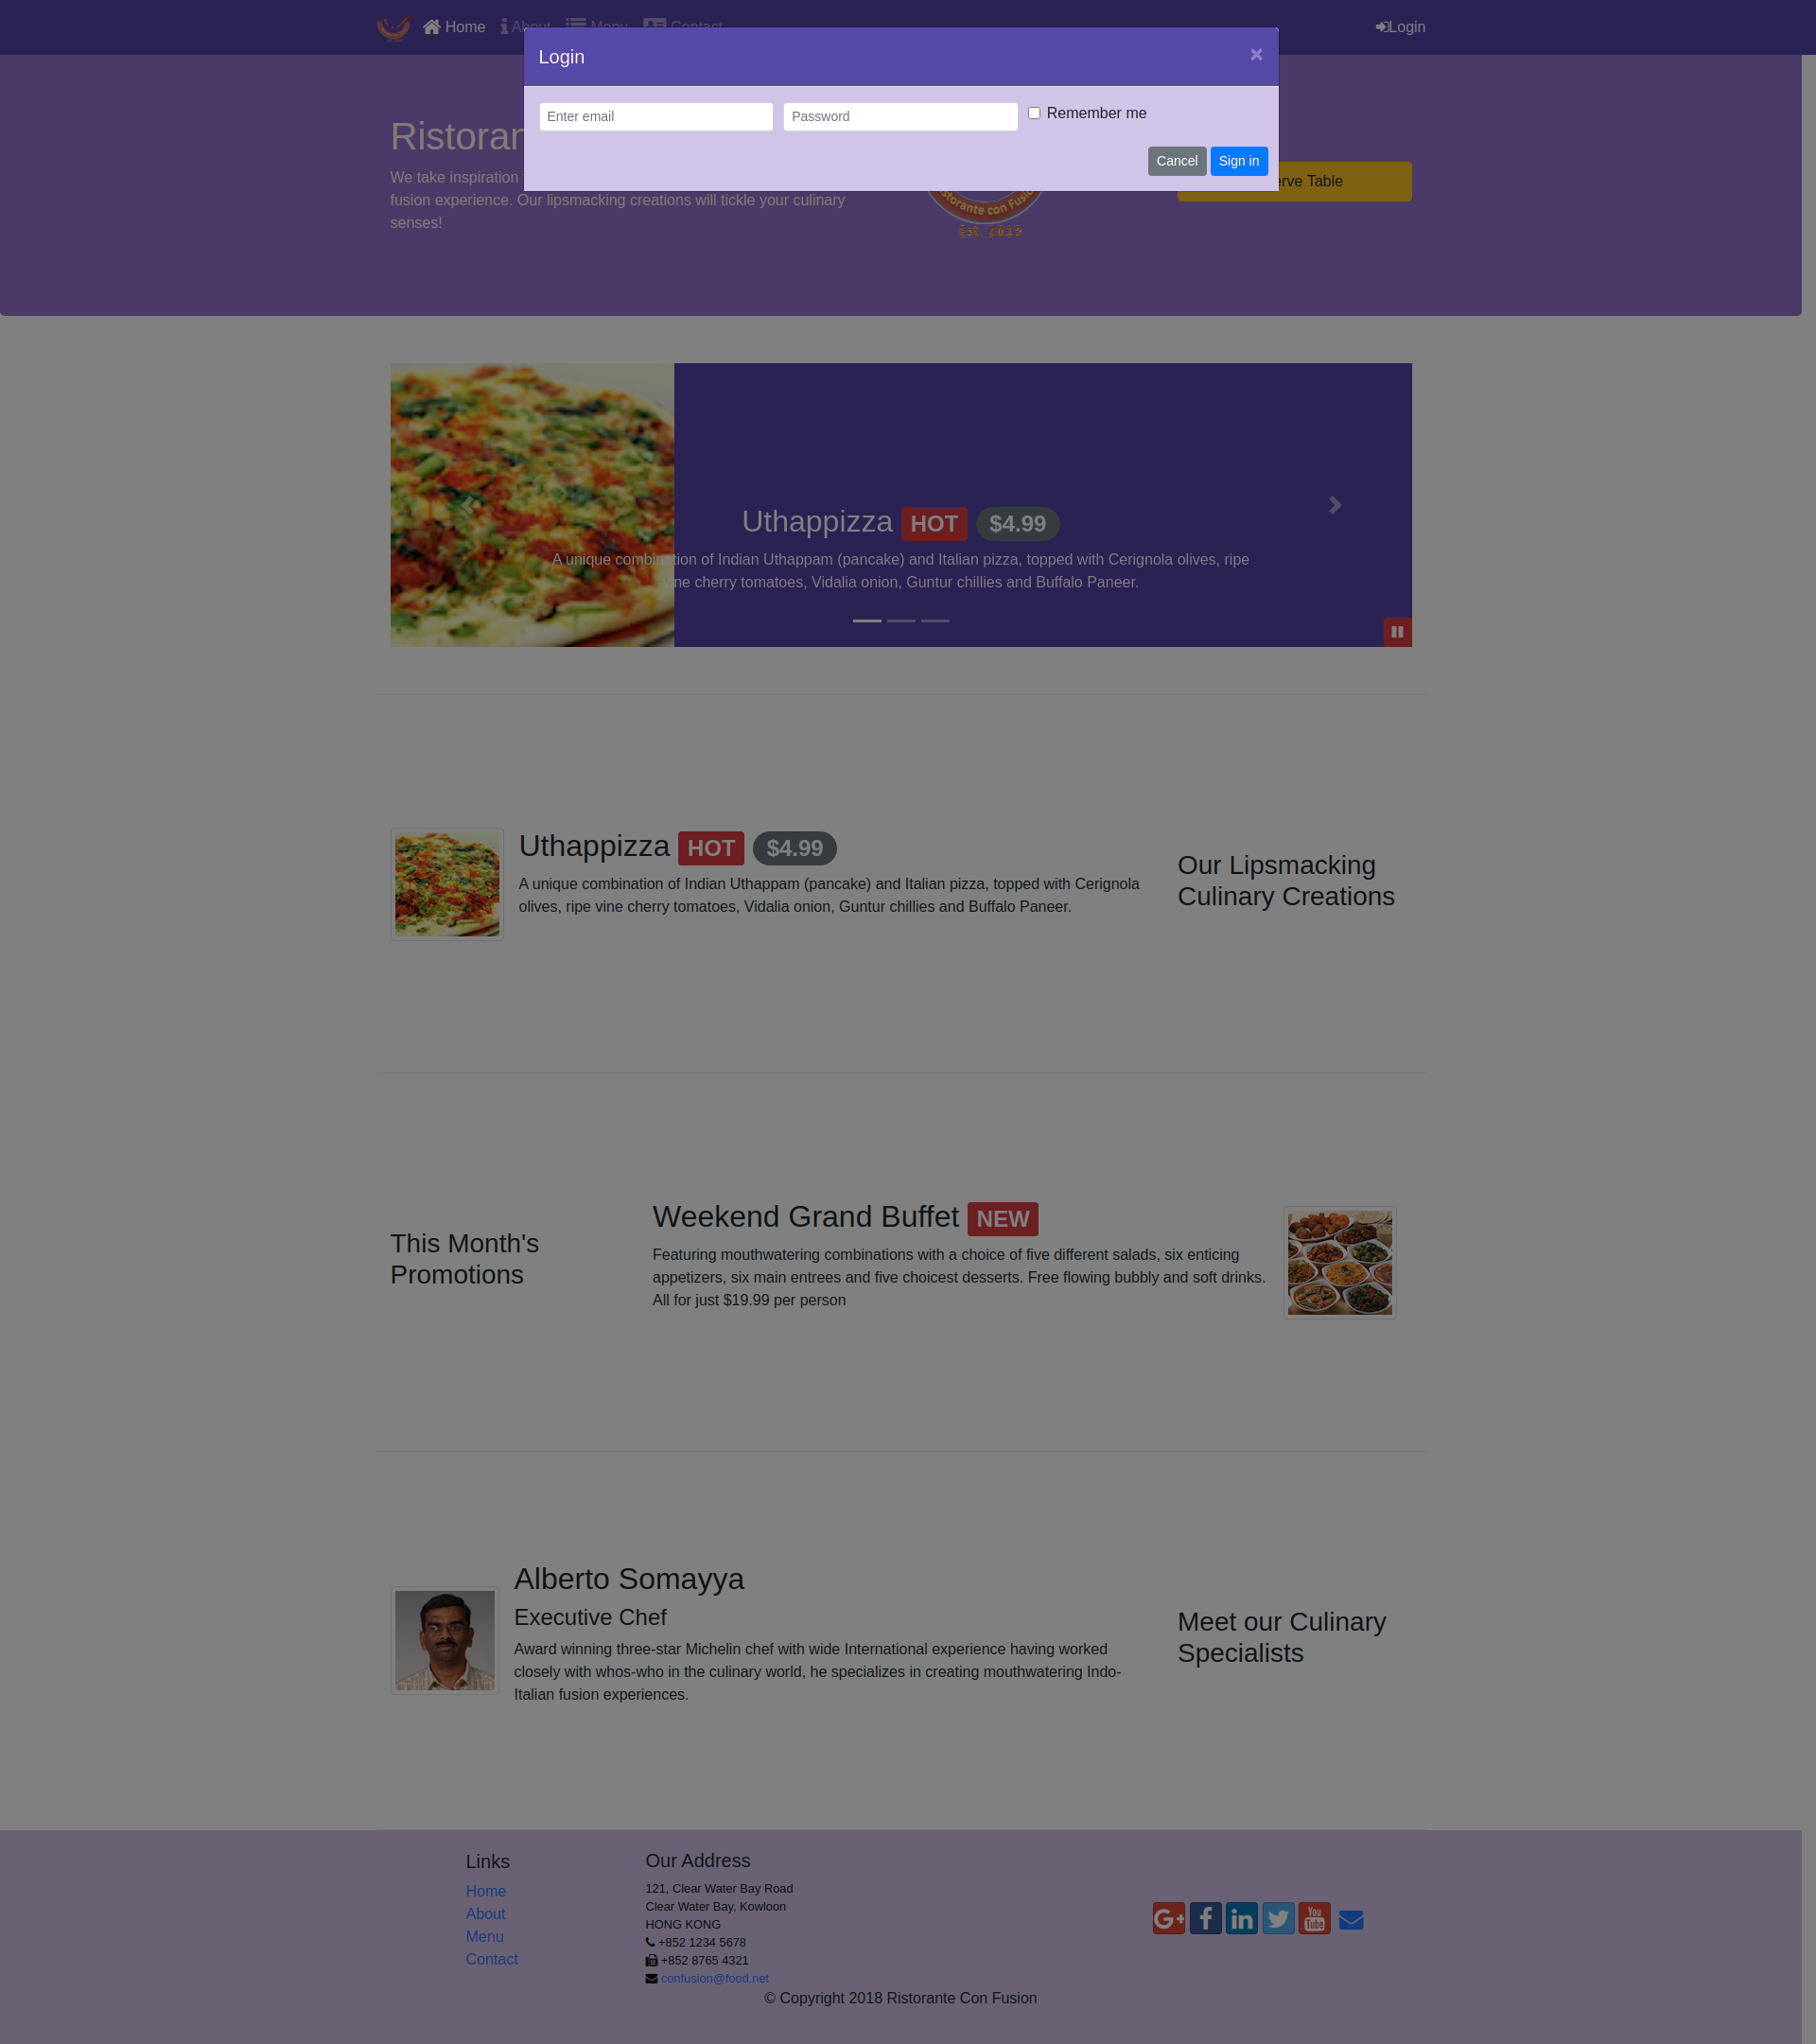 Home About Menu Contact Login
Login ×
Enter email
Password
Remember me
Cancel
Sign in
We take inspiration
fusion experience. Our lipsmacking creations will tickle your culinary
senses!
Ristorante con Fusion
Est. 2013
Table
Uthappizza HOT $4.99
A unique combination of Indian Uthappam (pancake) and Italian pizza, topped with Cerignola olives, ripe
vine cherry tomatoes, Vidalia onion, Guntur chillies and Buffalo Paneer.
Uthappizza HOT $4.99
A unique combination of Indian Uthappam (pancake) and Italian pizza, topped with Cerignola
olives, ripe vine cherry tomatoes, Vidalia onion, Guntur chillies and Buffalo Paneer.
Our Lipsmacking
Culinary Creations
This Month's
Promotions
Weekend Grand Buffet NEW
Featuring mouthwatering combinations with a choice of five different salads, six enticing
appetizers, six main entrees and five choicest desserts. Free flowing bubbly and soft drinks.
All for just $19.99 per person
Alberto Somayya
Executive Chef
Award winning three-star Michelin chef with wide International experience having worked
closely with whos-who in the culinary world, he specializes in creating mouthwatering Indo-
Italian fusion experiences.
Meet our Culinary
Specialists
Links
Home
About
Menu
Contact
Our Address
121, Clear Water Bay Road
Clear Water Bay, Kowloon
HONG KONG
+852 1234 5678
+852 8765 4321
confusion@food.net
G+ f in You Tube
© Copyright 2018 Ristorante Con Fusion